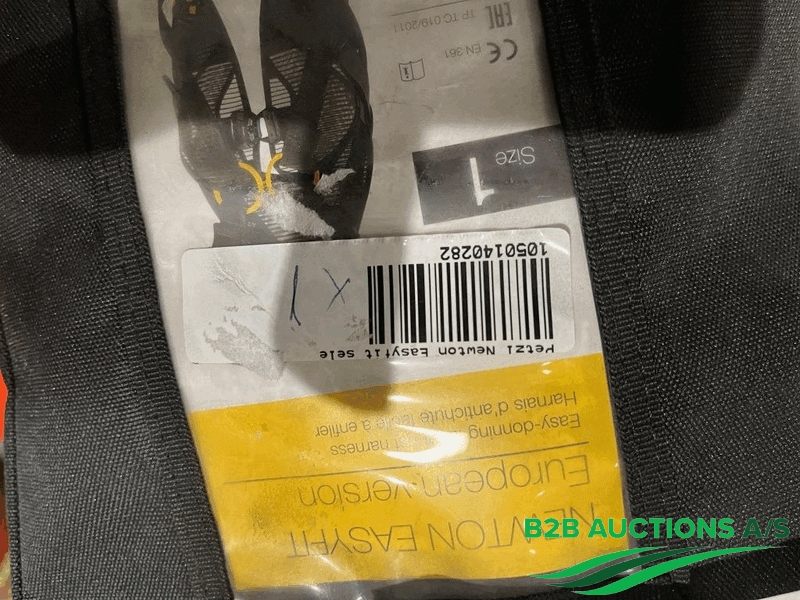 NEWTON EASYFIT
European version
Easy-donning harness
Harnais d'antichute facile à enfiler
Petzl Newton Easyfit sele
1050140282
X 1
Size
1
CE EN 361
EAC TP TC 019/2011
B2B AUCTIONS A/S